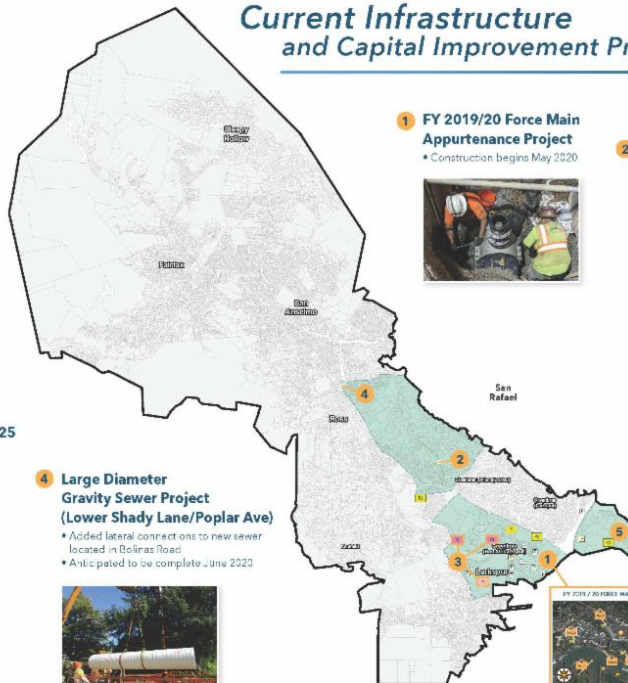 Current Infrastructure
and Capital Improvement Pr
1 FY 2019/20 Force Main
Appurtenance Project
• Construction begins May 2020
2
Sleepy
Hollow
Fairfax
San
Anselmo
San
Rafael
4
Ross
25
2
4 Large Diameter
Gravity Sewer Project
(Lower Shady Lane/Poplar Ave)
• Added lateral connections to new sewer
located in Bolinas Road
• Anticipated to be complete June 2020
5
3
1
Larkspur
FY 2019 / 20 FORCE MA